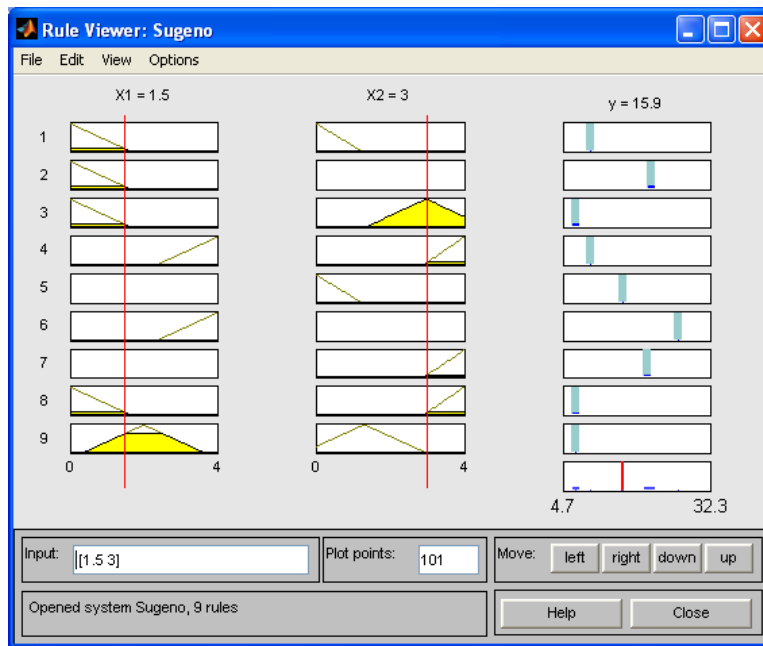 Rule Viewer: Sugeno
File Edit View Options
X1 = 1.5 X2 = 3 y = 15.9
1
2
3
4
5
6
7
8
9
0 4 0 4
4.7 32.3
Input: [1.5 3] Plot points: 101 Move: left right down up
Opened system Sugeno, 9 rules Help Close